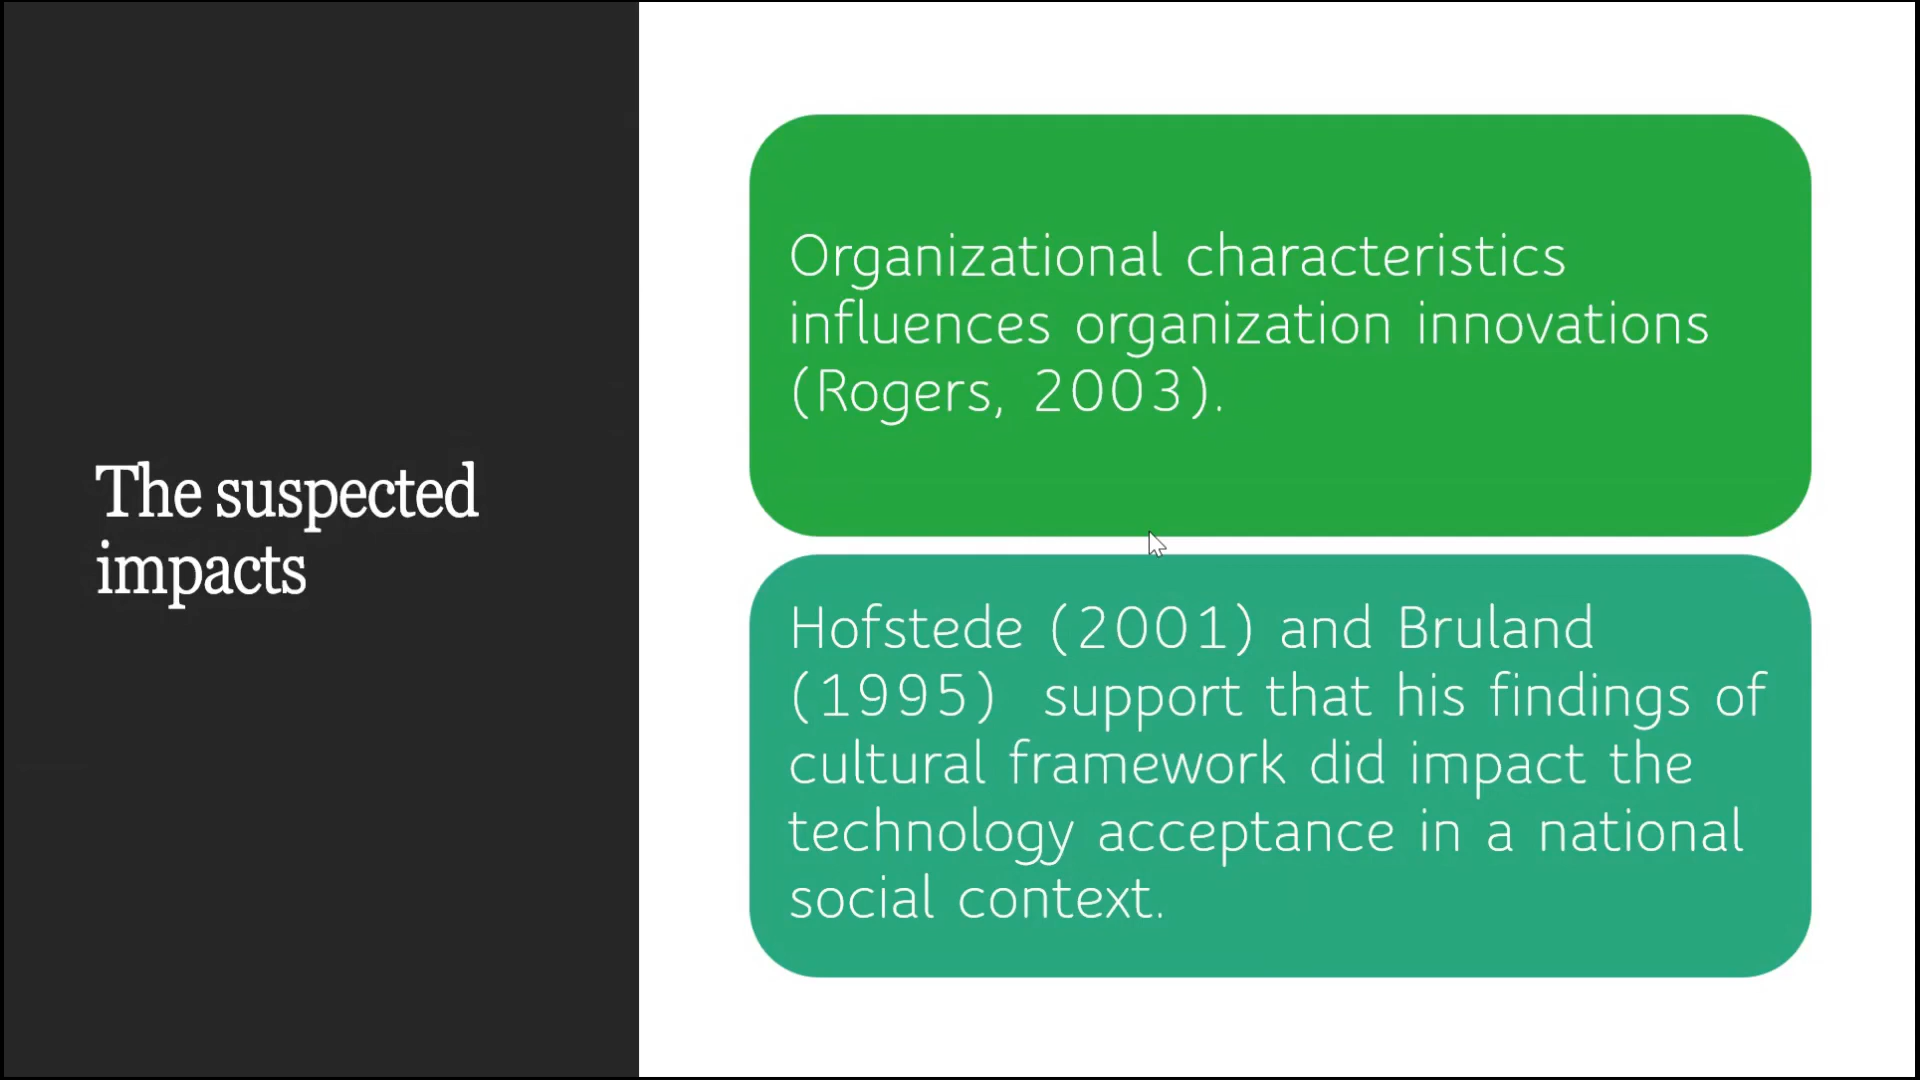 The suspected
impacts
Organizational characteristics
influences organization innovations
(Rogers, 2003).
Hofstede (2001) and Bruland
(1995)  support that his findings of
cultural framework did impact the
technology acceptance in a national
social context.